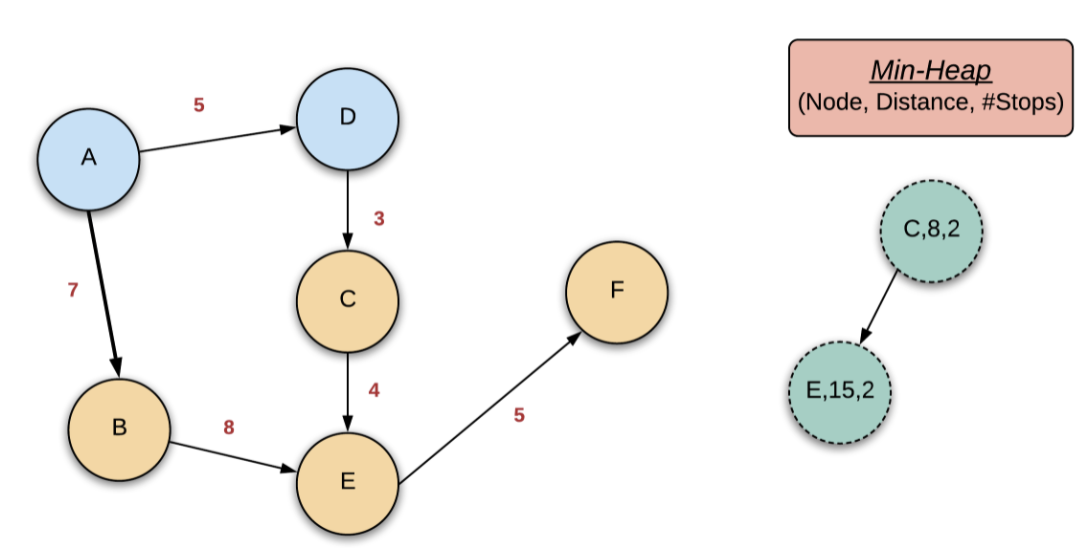 Min-Heap
(Node, Distance, #Stops)
5
D
A
3
C,8,2
7
C
F
4
E,15,2
B
8
5
E